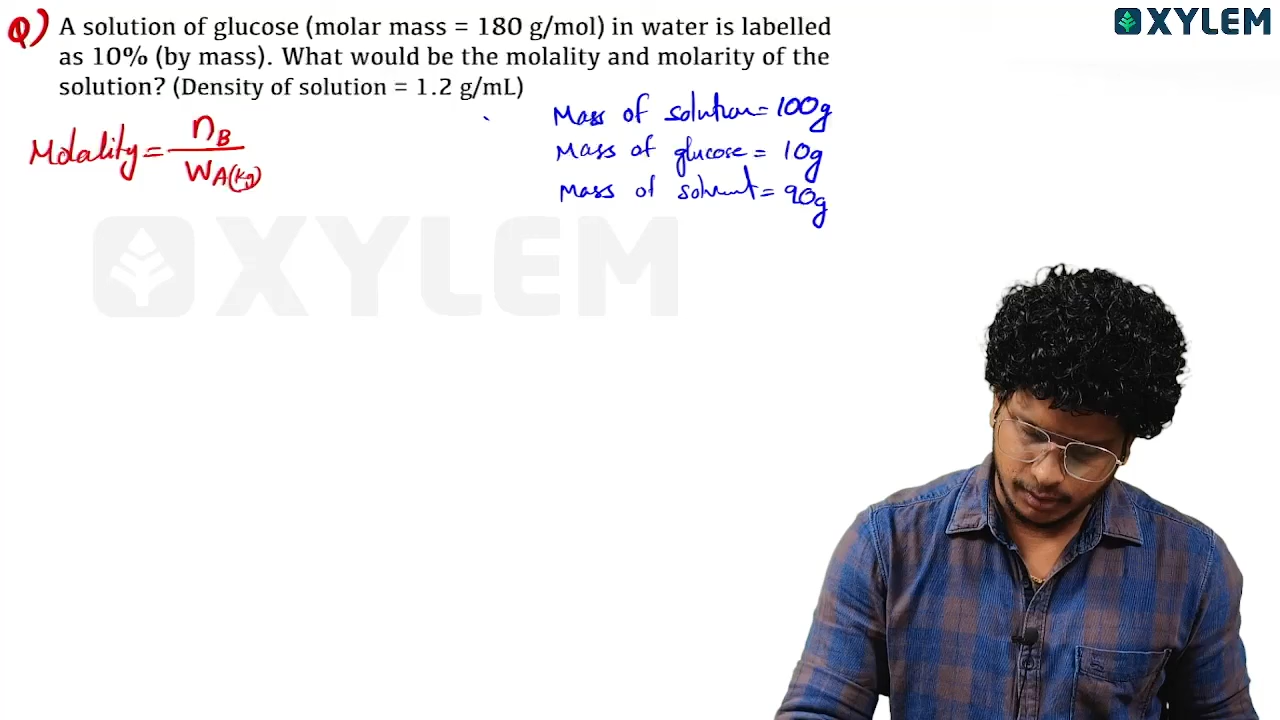 XYLEM
Q) A solution of glucose (molar mass = 180 g/mol) in water is labelled
as 10% (by mass). What would be the molality and molarity of the
solution? (Density of solution = 1.2 g/mL)
Mass of solution = 100g
Mass of glucose = 10g
Mass of solvent = 90g
Molality = nB / WA(kg)
XYLEM